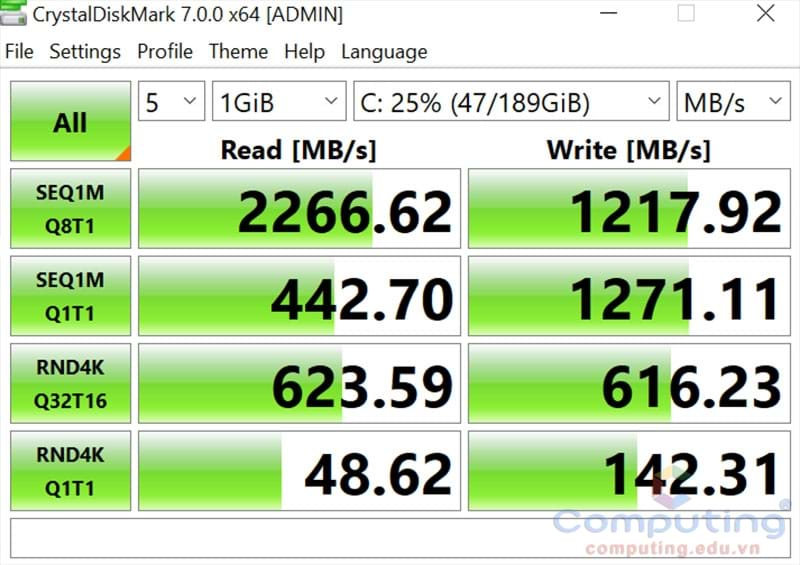 CrystalDiskMark 7.0.0 x64 [ADMIN]
File Settings Profile Theme Help Language
All 5 1GiB C: 25% (47/189GiB) MB/s
Read [MB/s] Write [MB/s]
SEQ1M
Q8T1 2266.62 1217.92
SEQ1M
Q1T1 442.70 1271.11
RND4K
Q32T16 623.59 616.23
RND4K
Q1T1 48.62 142.31
Computing®
computing.edu.vn